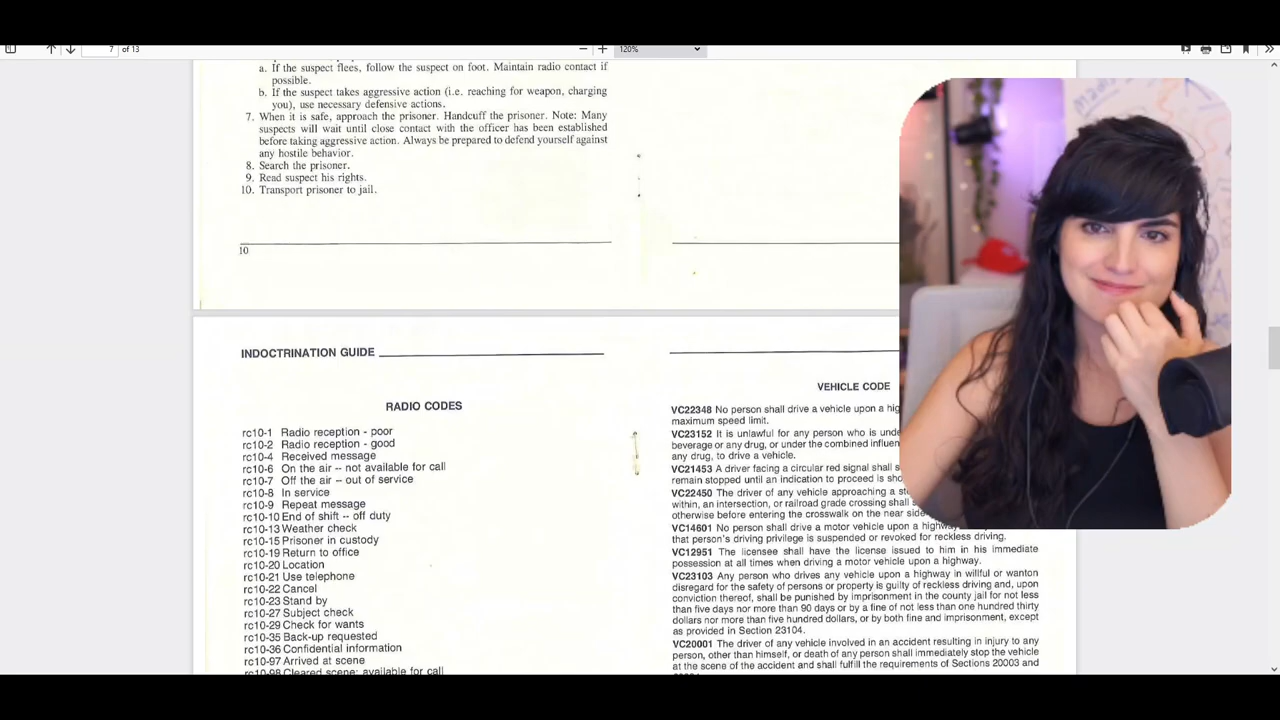 7 of 13
120%
a. If the suspect flees, follow the suspect on foot. Maintain radio contact if
possible.
b. If the suspect takes aggressive action (i.e. reaching for weapon, charging
you), use necessary defensive actions.
7. When it is safe, approach the prisoner. Handcuff the prisoner. Note: Many
suspects will wait until close contact with the officer has been established
before taking aggressive action. Always be prepared to defend yourself against
any hostile behavior.
8. Search the prisoner.
9. Read suspect his rights.
10. Transport prisoner to jail.
10
INDOCTRINATION GUIDE
RADIO CODES
rc10-1 Radio reception - poor
rc10-2 Radio reception - good
rc10-4 Received message
rc10-6 On the air -- not available for call
rc10-7 Off the air -- out of service
rc10-8 In service
rc10-9 Repeat message
rc10-10 End of shift -- off duty
rc10-13 Weather check
rc10-15 Prisoner in custody
rc10-19 Return to office
rc10-20 Location
rc10-21 Use telephone
rc10-22 Cancel
rc10-23 Stand by
rc10-27 Subject check
rc10-29 Check for wants
rc10-35 Back-up requested
rc10-36 Confidential information
rc10-97 Arrived at scene
rc10-98 Cleared scene: available for call
VEHICLE CODE
VC22348 No person shall drive a vehicle upon a
maximum speed limit.
VC23152 It is unlawful for any person who is
beverage or any drug, or under the combined
any drug, to drive a vehicle.
VC21453 A driver facing a circular red signal shall
remain stopped until an indication to proceed is
VC22450 The driver of any vehicle approaching a
within, an intersection, or railroad grade crossing shall
otherwise before entering the crosswalk on the near
VC14601 No person shall drive a motor vehicle upon a
that person's driving privilege is suspended or revoked for reckless driving.
VC12951 The licensee shall have the license issued to him in his immediate
possession at all times when driving a motor vehicle upon a highway.
VC23103 Any person who drives any vehicle upon a highway in willful or wanton
disregard for the safety of persons or property is guilty of reckless driving and, upon
conviction thereof, shall be punished by imprisonment in the county jail for not less
than five days nor more than 90 days or by a fine of not less than one hundred thirty
dollars nor more than five hundred dollars, or by both fine and imprisonment, except
as provided in Section 23104.
VC20001 The driver of any vehicle involved in an accident resulting in injury to any
person, other than himself, or death of any person shall immediately stop the vehicle
at the scene of the accident and shall fulfill the requirements of Sections 20003 and